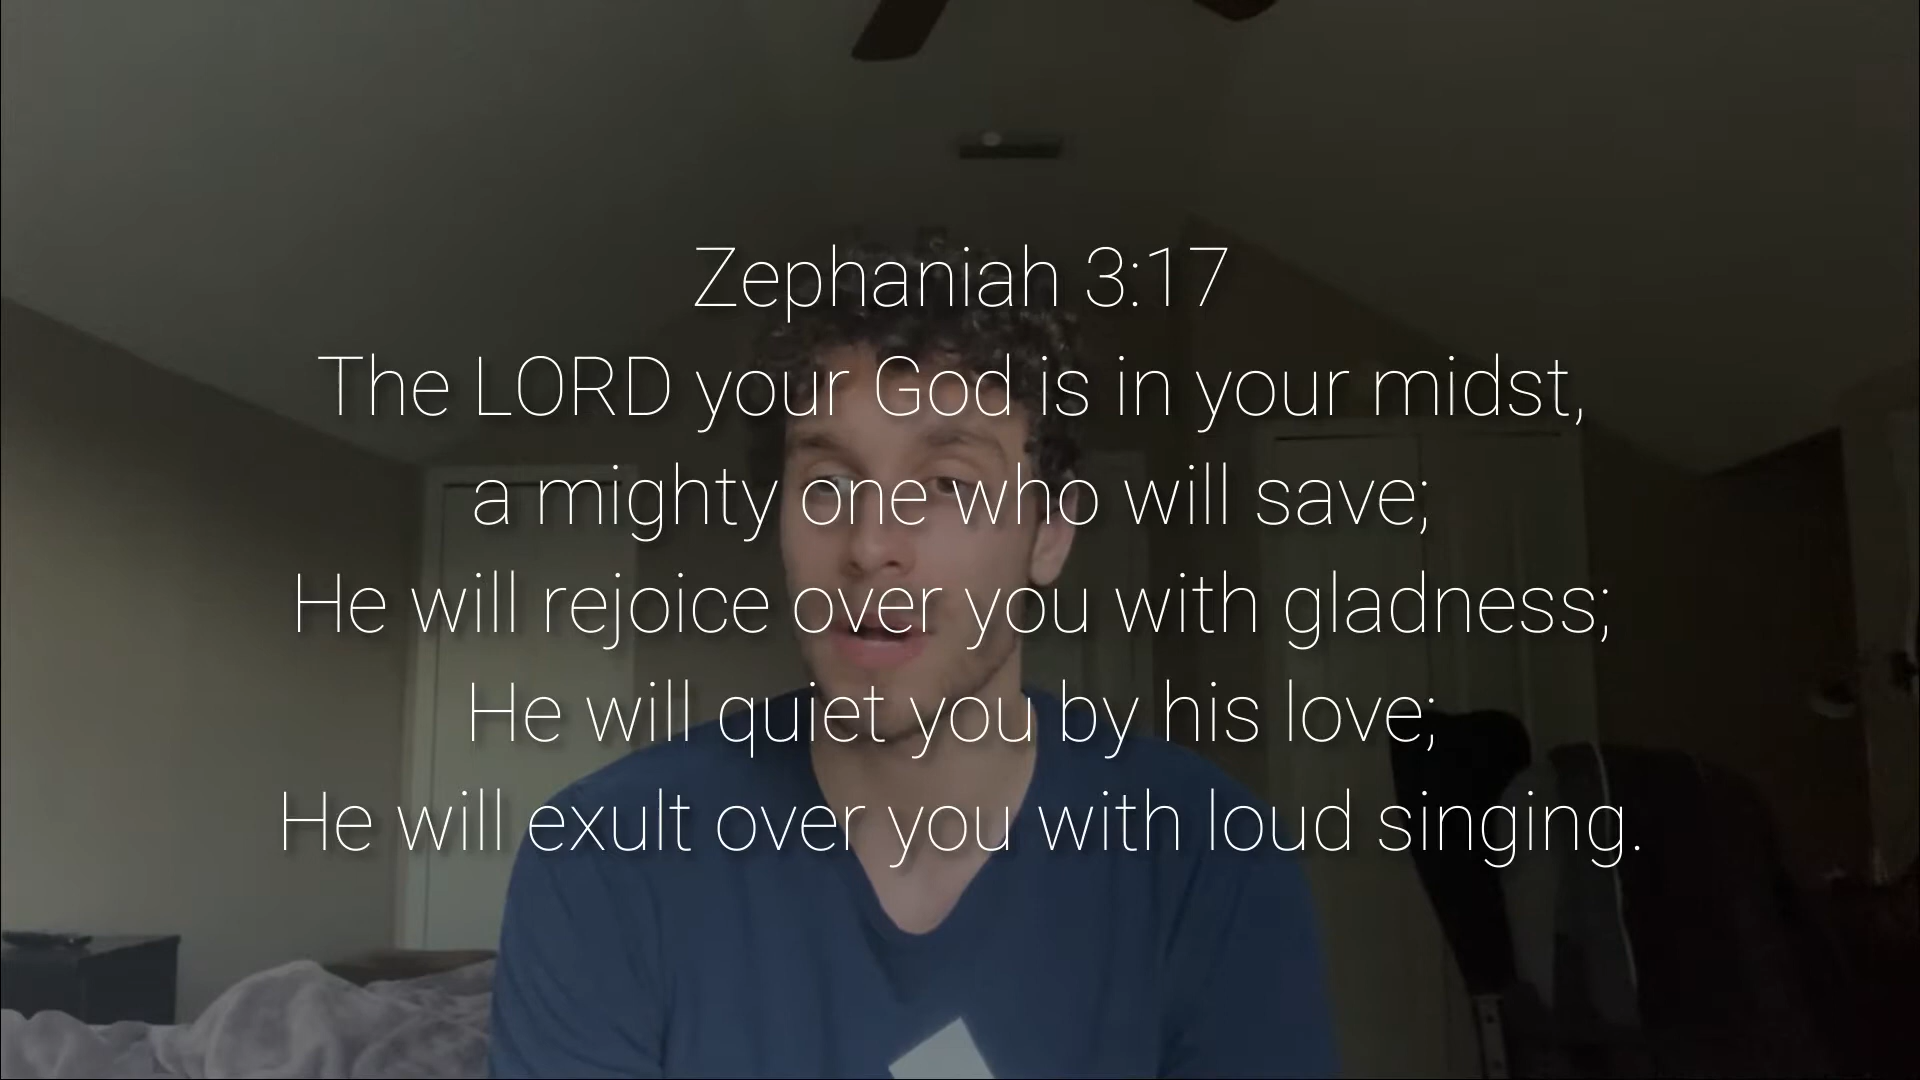 Zephaniah 3:17
The LORD your God is in your midst,
a mighty one who will save;
He will rejoice over you with gladness;
He will quiet you by his love;
He will exult over you with loud singing.